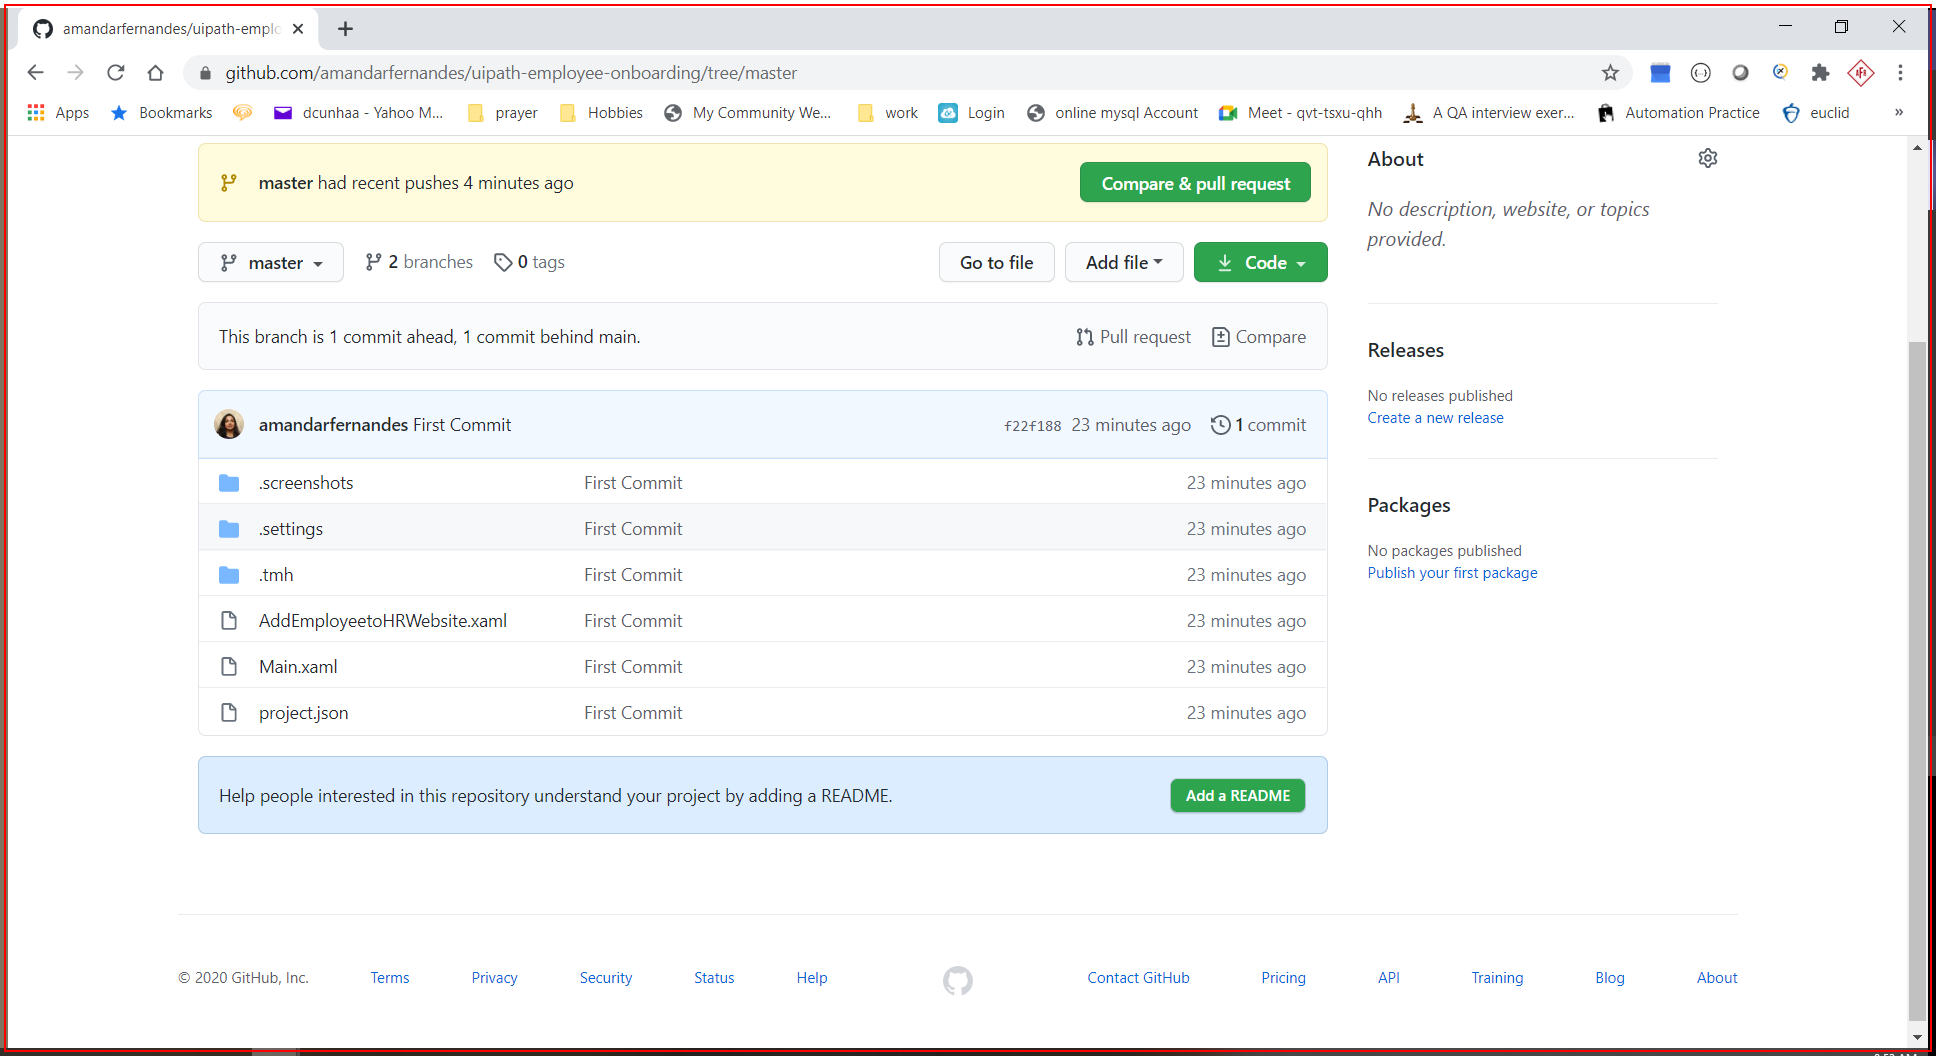 amandarfernandes/uipath-emplo
github.com/amandarfernandes/uipath-employee-onboarding/tree/master
Apps Bookmarks dcunhaa - Yahoo M... prayer Hobbies My Community We... work Login online mysql Account Meet - qvt-tsxu-qhh A QA interview exer... Automation Practice euclid »
master had recent pushes 4 minutes ago Compare & pull request
master 2 branches 0 tags Go to file Add file Code
This branch is 1 commit ahead, 1 commit behind main. Pull request Compare
amandarfernandes First Commit f22f188 23 minutes ago 1 commit
.screenshots First Commit 23 minutes ago
.settings First Commit 23 minutes ago
.tmh First Commit 23 minutes ago
AddEmployeetoHRWebsite.xaml First Commit 23 minutes ago
Main.xaml First Commit 23 minutes ago
project.json First Commit 23 minutes ago
Help people interested in this repository understand your project by adding a README. Add a README
About
No description, website, or topics
provided.
Releases
No releases published
Create a new release
Packages
No packages published
Publish your first package
© 2020 GitHub, Inc. Terms Privacy Security Status Help Contact GitHub Pricing API Training Blog About